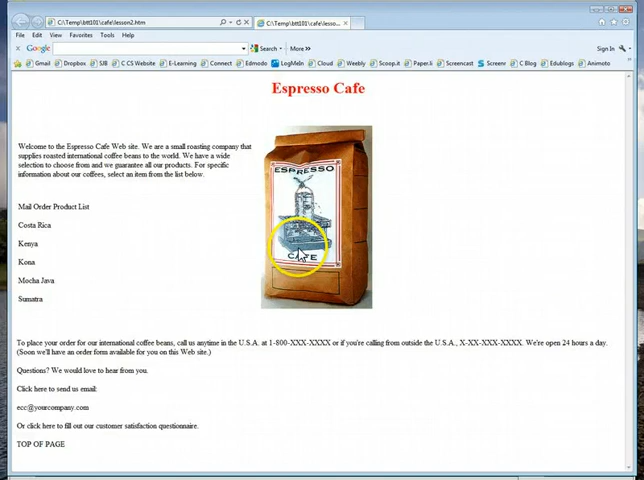 C:\Temp\btt101\cafe\lesson2.htm
C:\Temp\btt101\cafe\lesso...
File Edit View Favorites Tools Help
Google Search More >> Sign In
Gmail Dropbox SJB C CS Website E-Learning Connect Edmodo LogMeIn Cloud Weebly Scoop.it Paper.li Screencast Screenr C Blog Edublogs Animoto
Espresso Cafe
Welcome to the Espresso Cafe Web site. We are a small roasting company that
supplies roasted international coffee beans to the world. We have a wide
selection to choose from and we guarantee all our products. For specific
information about our coffees, select an item from the list below.
ESPRESSO
CAFE
Mail Order Product List
Costa Rica
Kenya
Kona
Mocha Java
Sumatra
To place your order for our international coffee beans, call us anytime in the U.S.A. at 1-800-XXX-XXXX or if you're calling from outside the U.S.A., X-XX-XXX-XXXX. We're open 24 hours a day.
(Soon we'll have an order form available for you on this Web site.)
Questions? We would love to hear from you.
Click here to send us email:
ecc@yourcompany.com
Or click here to fill out our customer satisfaction questionnaire.
TOP OF PAGE